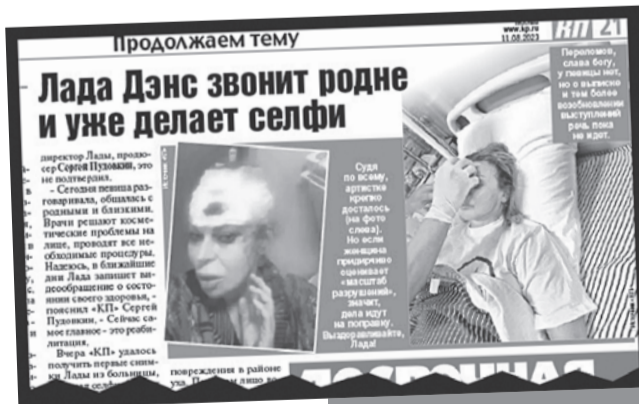 Продолжаем тему
www.kp.ru
11.08.2023
КП 21
Лада Дэнс звонит родне
и уже делает селфи
директор Лады, продю-
сер Сергей Пудовкин, это
не подтвердил.
- Сегодня певица раз-
говаривала, общалась с
родными и близкими.
Врачи решают косме-
тические проблемы на
лице, проводят все не-
обходимые процедуры.
Надеюсь, в ближайшие
дни Лада запишет ви-
деообращение о состо-
янии своего здоровья, -
пояснил «КП» Сергей
Пудовкин. - Сейчас са-
мое главное - это реаби-
литация.
Вчера «КП» удалось
получить первые сним-
ки Лады из больницы,
Судя
по всему,
артистке
крепко
досталось
(на фото
слева).
Но если
женщина
придирчиво
оценивает
«масштаб
разрушений»,
значит,
дела идут
на поправку.
Выздоравливайте,
Лада!
Переломов,
слава богу,
у певицы нет,
но о выписке
и тем более
возобновлении
выступлений
речь пока
не идет.
повреждения в районе
уха. лицо